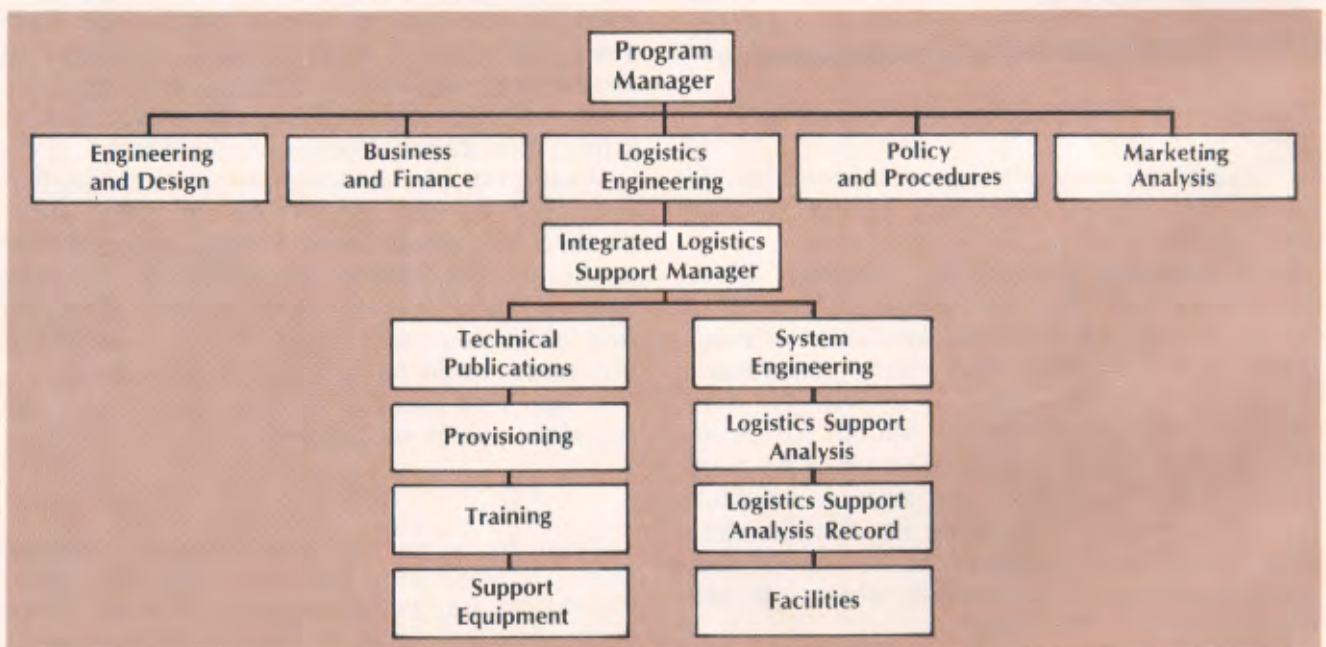 Program
Manager
Engineering
and Design
Business
and Finance
Logistics
Engineering
Policy
and Procedures
Marketing
Analysis
Integrated Logistics
Support Manager
Technical
Publications
System
Engineering
Provisioning
Logistics Support
Analysis
Training
Logistics Support
Analysis Record
Support
Equipment
Facilities